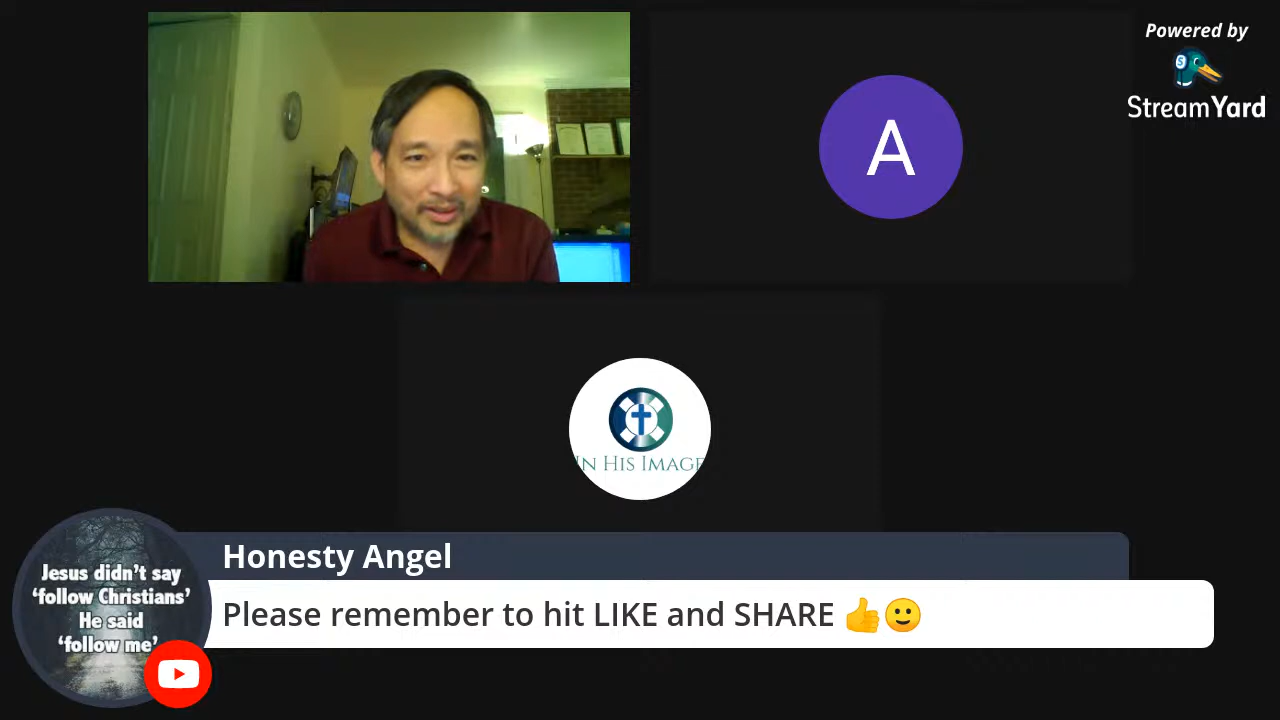 Powered by
StreamYard
A
IN HIS IMAGE
Jesus didn't say
'follow Christians'
He said
'follow me'
Honesty Angel
Please remember to hit LIKE and SHARE 👍🙂